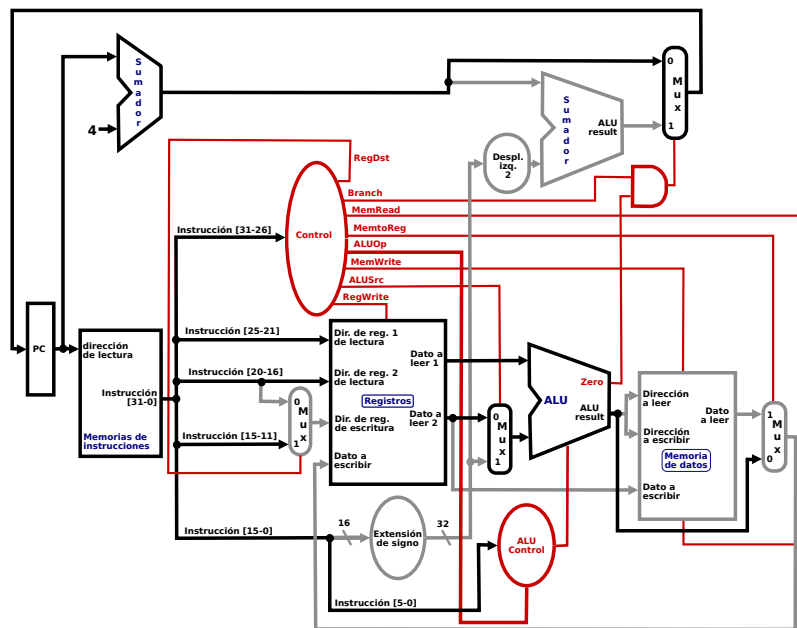 Sumador
4
Sumador
ALU
result
0
Mux
1
Despl.
izq.
2
RegDst
Branch
MemRead
MemtoReg
ALUOp
MemWrite
ALUSrc
RegWrite
Control
Instrucción [31-26]
PC
dirección
de lectura
Instrucción
[31-0]
Memorias de
instrucciones
Instrucción [25-21]
Instrucción [20-16]
Instrucción [15-11]
Instrucción [15-0]
Instrucción [5-0]
0
Mux
1
Dir. de reg. 1
de lectura
Dir. de reg. 2
de lectura
Registros
Dir. de reg.
de escritura
Dato a
escribir
Dato a
leer 1
Dato a
leer 2
0
Mux
1
Zero
ALU
ALU
result
Dirección
a leer
Dirección
a escribir
Dato a
leer
Memoria
de datos
Dato a
escribir
1
Mux
0
16
Extensión
de signo
32
ALU
Control